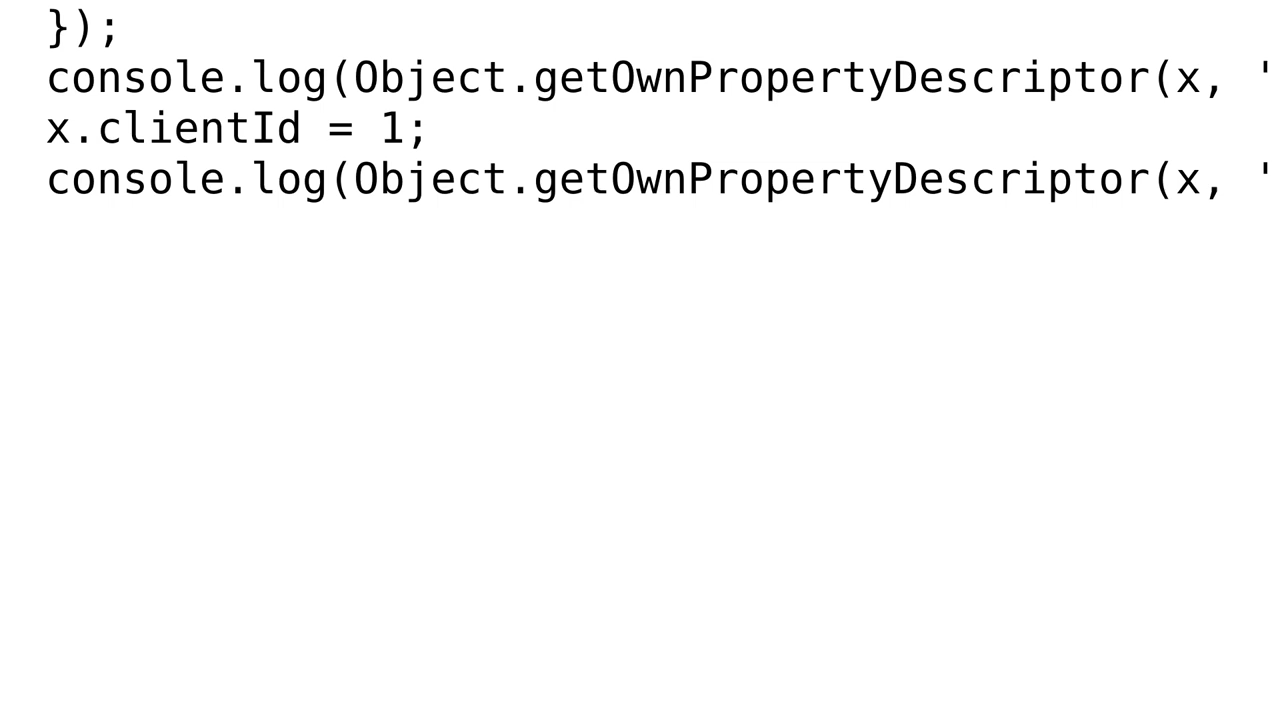 });
console.log(Object.getOwnPropertyDescriptor(x, '
x.clientId = 1;
console.log(Object.getOwnPropertyDescriptor(x, '